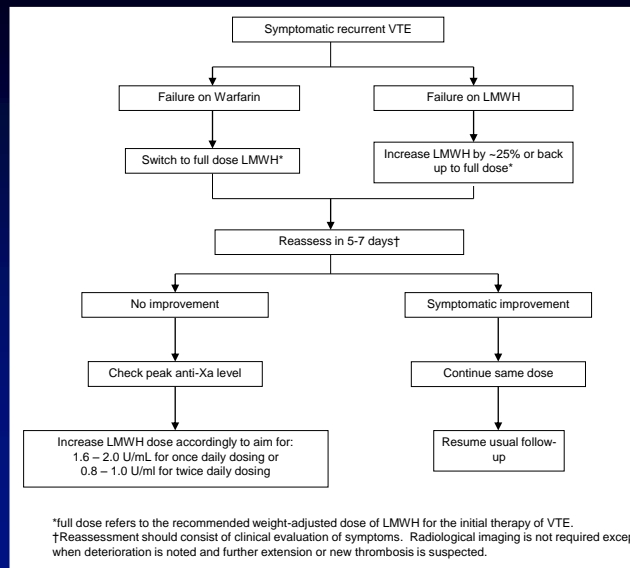 Symptomatic recurrent VTE
Failure on Warfarin
Failure on LMWH
Switch to full dose LMWH*
Increase LMWH by ~25% or back
up to full dose*
Reassess in 5-7 days†
No improvement
Symptomatic improvement
Check peak anti-Xa level
Continue same dose
Increase LMWH dose accordingly to aim for:
1.6 – 2.0 U/mL for once daily dosing or
0.8 – 1.0 U/ml for twice daily dosing
Resume usual follow-
up
*full dose refers to the recommended weight-adjusted dose of LMWH for the initial therapy of VTE.
†Reassessment should consist of clinical evaluation of symptoms. Radiological imaging is not required excep
when deterioration is noted and further extension or new thrombosis is suspected.